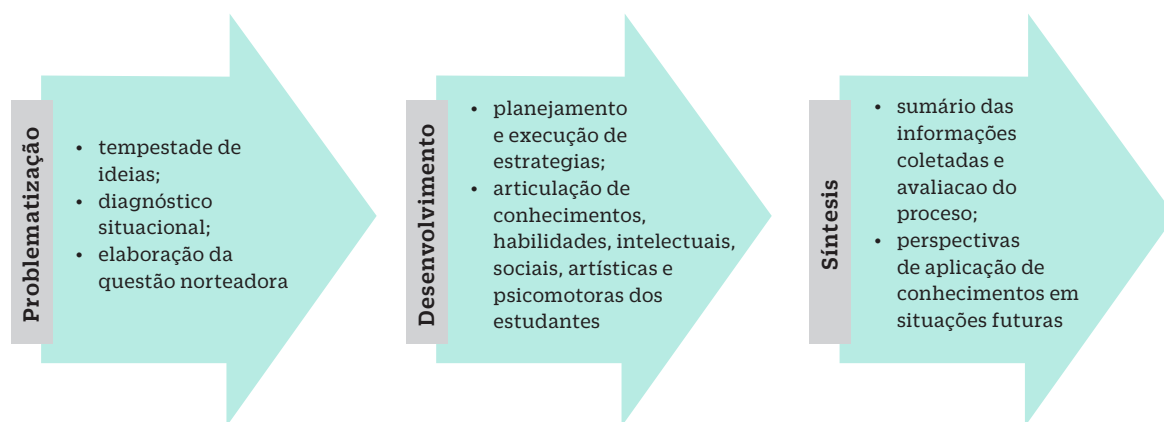 Problematização
• tempestade de
ideias;
• diagnóstico
situacional;
• elaboração da
questão norteadora
Desenvolvimento
• planejamento
e execução de
estrategias;
• articulação de
conhecimentos,
habilidades, intelectuais,
sociais, artísticas e
psicomotoras dos
estudantes
Síntesis
• sumário das
informações
coletadas e
avaliacao do
processo;
• perspectivas
de aplicação de
conhecimentos em
situações futuras